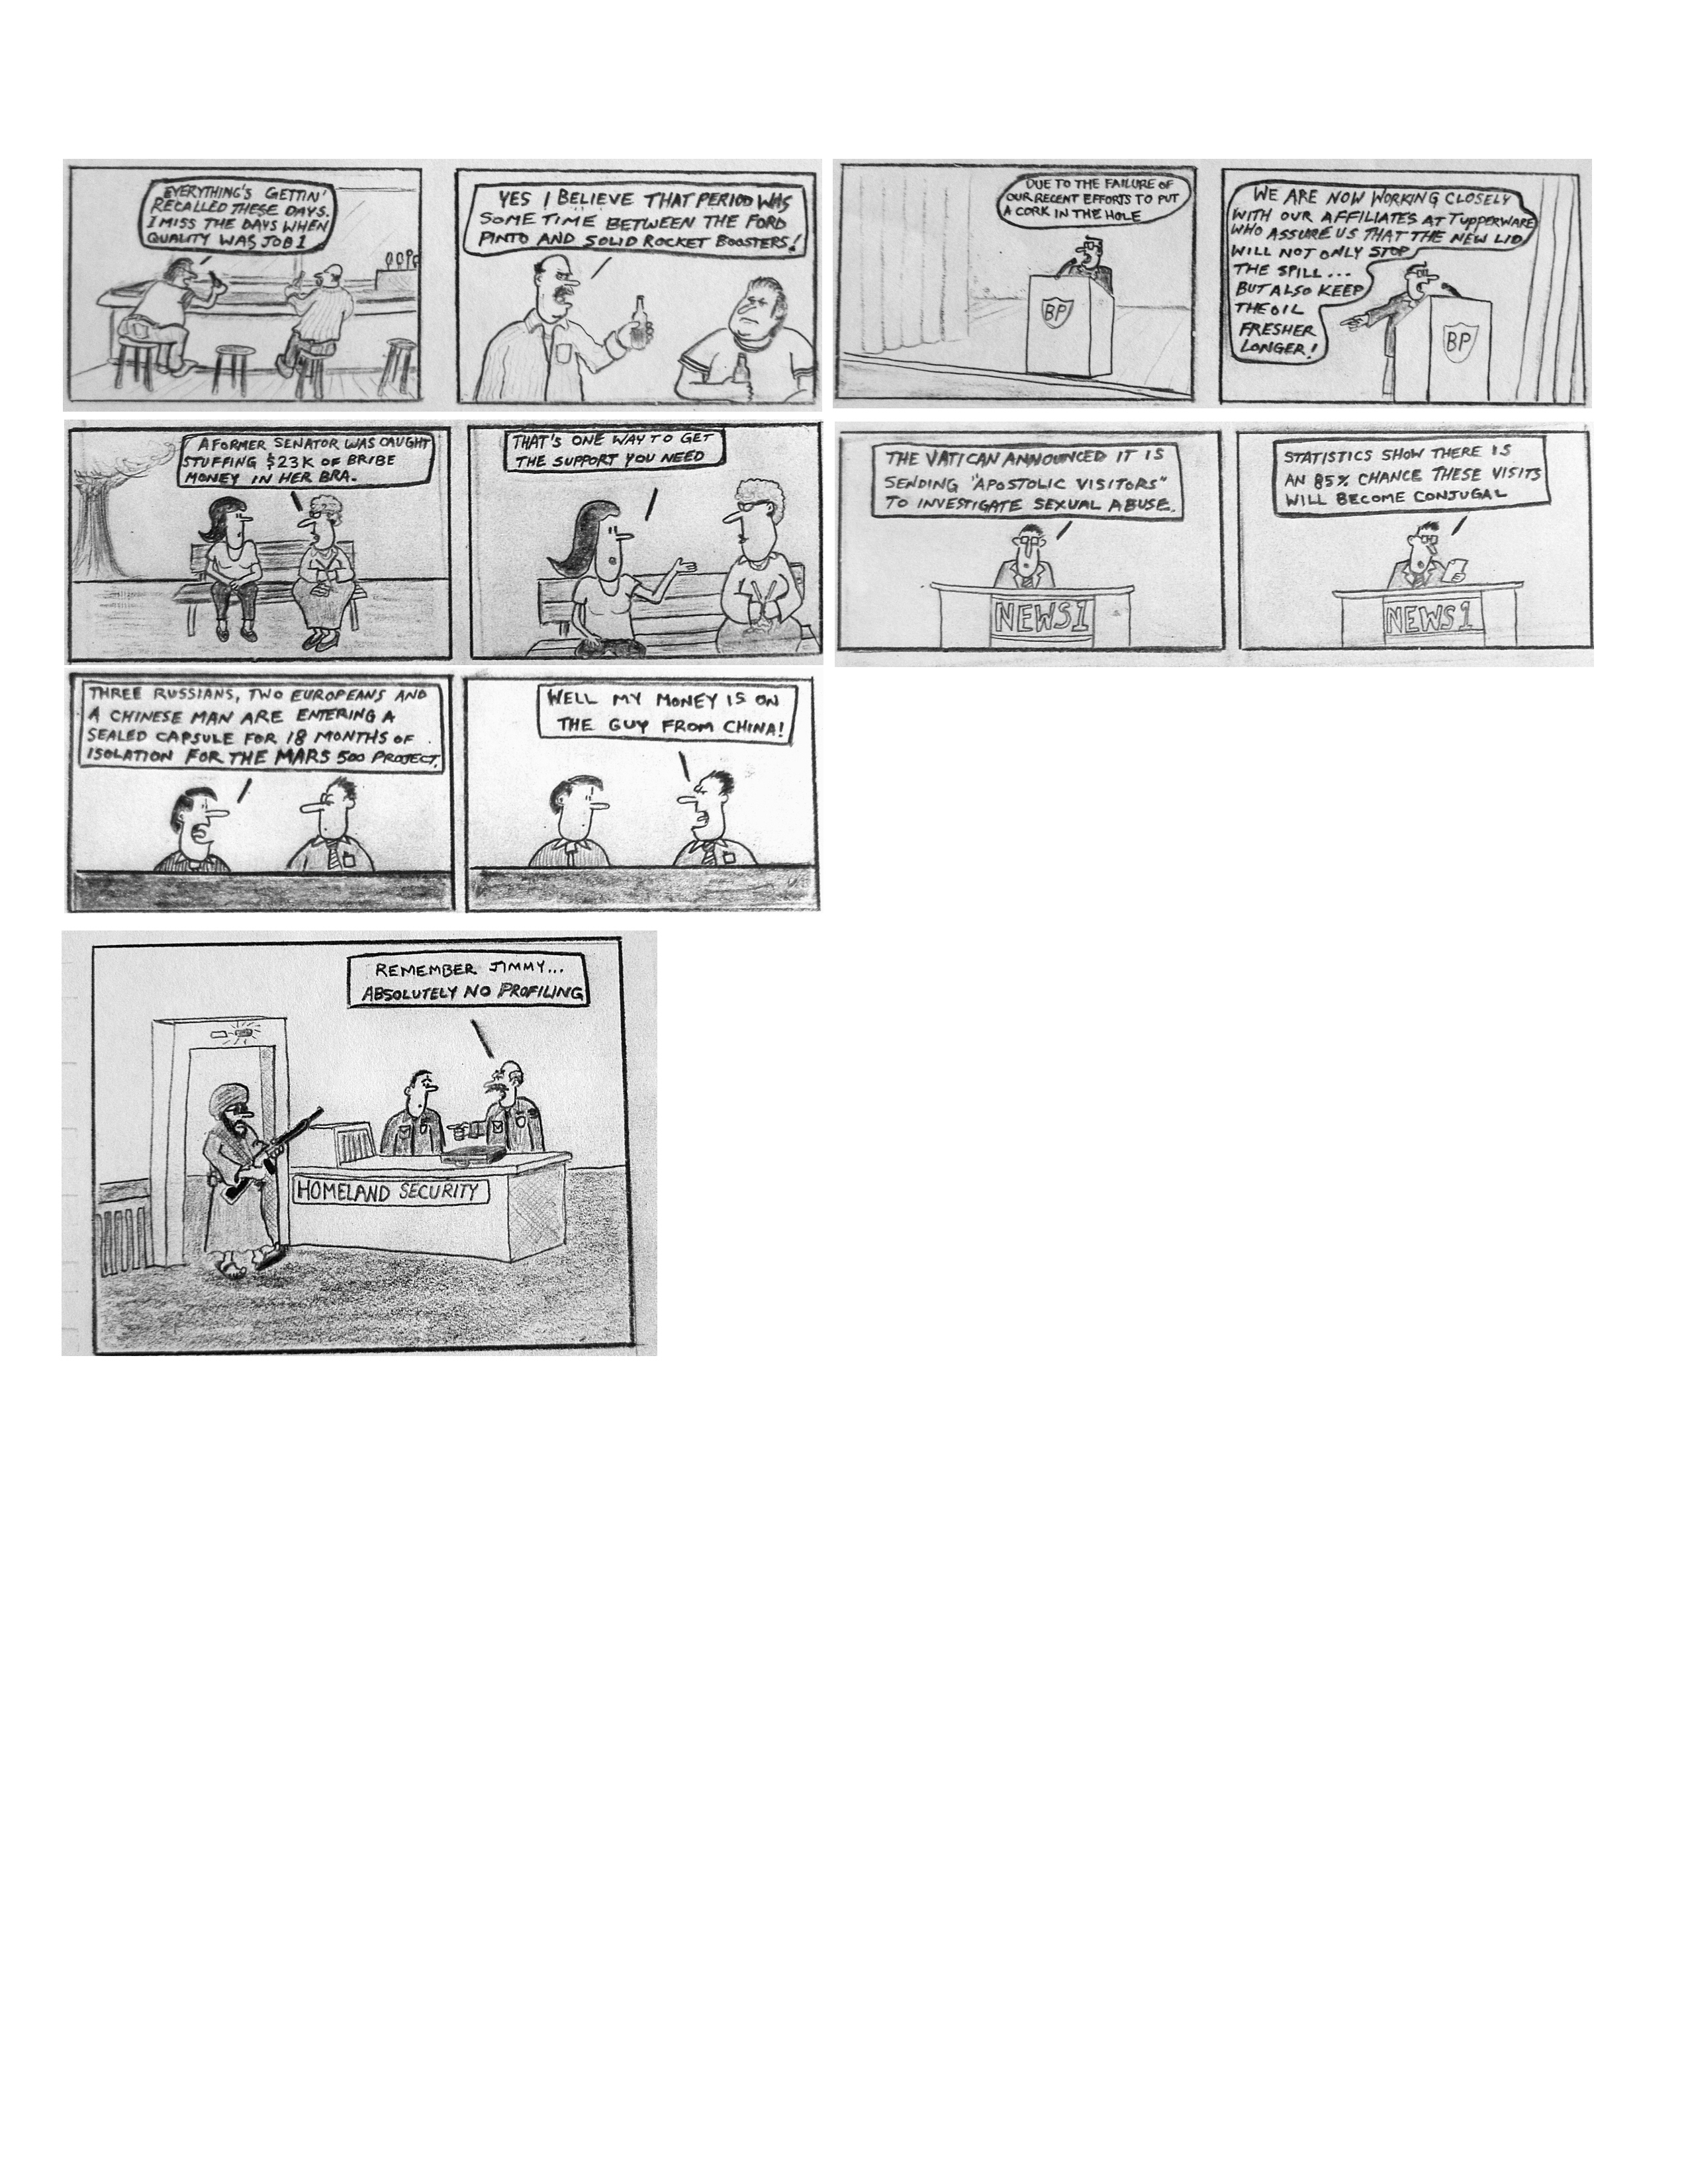 EVERYTHING'S GETTIN'
RECALLED THESE DAYS.
I MISS THE DAYS WHEN
QUALITY WAS JOB 1
YES I BELIEVE THAT PERIOD WAS
SOME TIME BETWEEN THE FORD
PINTO AND SOLID ROCKET BOOSTERS!
DUE TO THE FAILURE OF
OUR RECENT EFFORTS TO PUT
A CORK IN THE HOLE
BP
WE ARE NOW WORKING CLOSELY
WITH OUR AFFILIATES AT TUPPERWARE
WHO ASSURE US THAT THE NEW LID
WILL NOT ONLY STOP
THE SPILL...
BUT ALSO KEEP
THE OIL
FRESHER
LONGER!
BP
A FORMER SENATOR WAS CAUGHT
STUFFING $23K OF BRIBE
MONEY IN HER BRA.
THAT'S ONE WAY TO GET
THE SUPPORT YOU NEED
THE VATICAN ANNOUNCED IT IS
SENDING "APOSTOLIC VISITORS"
TO INVESTIGATE SEXUAL ABUSE.
NEWS1
STATISTICS SHOW THERE IS
AN 85% CHANCE THESE VISITS
WILL BECOME CONJUGAL
NEWS1
THREE RUSSIANS, TWO EUROPEANS AND
A CHINESE MAN ARE ENTERING A
SEALED CAPSULE FOR 18 MONTHS OF
ISOLATION FOR THE MARS 500 PROJECT.
WELL MY MONEY IS ON
THE GUY FROM CHINA!
REMEMBER JIMMY...
ABSOLUTELY NO PROFILING
HOMELAND SECURITY